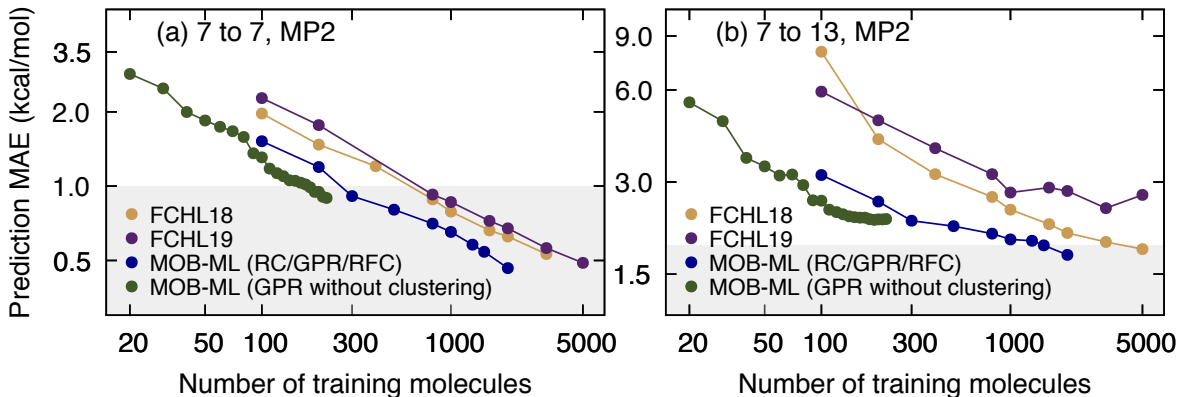 Prediction MAE (kcal/mol)
(a) 7 to 7, MP2
3.5
2.0
1.0
0.5
FCHL18
FCHL19
MOB-ML (RC/GPR/RFC)
MOB-ML (GPR without clustering)
20 50 100 300 1000 5000
Number of training molecules
(b) 7 to 13, MP2
9.0
6.0
3.0
1.5
FCHL18
FCHL19
MOB-ML (RC/GPR/RFC)
MOB-ML (GPR without clustering)
20 50 100 300 1000 5000
Number of training molecules